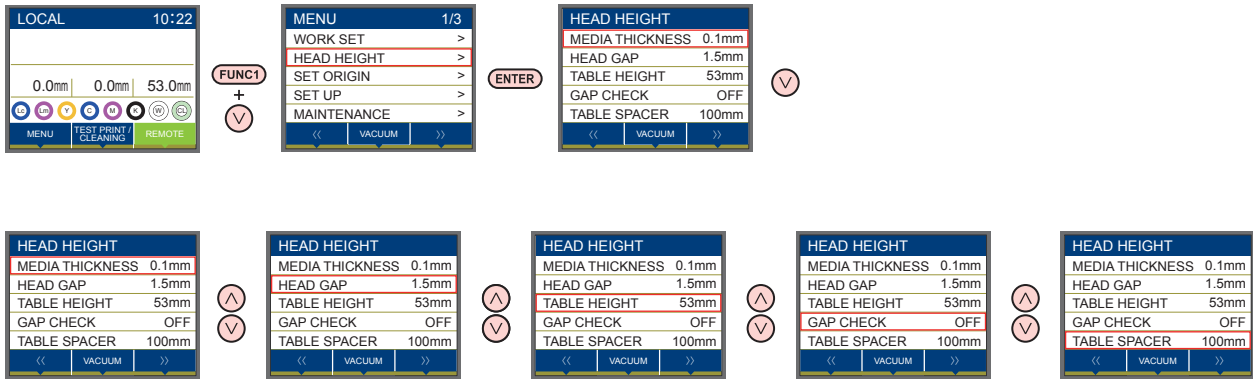 LOCAL 10:22
0.0mm 0.0mm 53.0mm
Lc Lm Y C M K W CL
MENU TEST PRINT / CLEANING REMOTE
FUNC1
+
MENU 1/3
WORK SET >
HEAD HEIGHT >
SET ORIGIN >
SET UP >
MAINTENANCE >
<< VACUUM >>
ENTER
HEAD HEIGHT
MEDIA THICKNESS 0.1mm
HEAD GAP 1.5mm
TABLE HEIGHT 53mm
GAP CHECK OFF
TABLE SPACER 100mm
<< VACUUM >>
HEAD HEIGHT
MEDIA THICKNESS 0.1mm
HEAD GAP 1.5mm
TABLE HEIGHT 53mm
GAP CHECK OFF
TABLE SPACER 100mm
<< VACUUM >>
HEAD HEIGHT
MEDIA THICKNESS 0.1mm
HEAD GAP 1.5mm
TABLE HEIGHT 53mm
GAP CHECK OFF
TABLE SPACER 100mm
<< VACUUM >>
HEAD HEIGHT
MEDIA THICKNESS 0.1mm
HEAD GAP 1.5mm
TABLE HEIGHT 53mm
GAP CHECK OFF
TABLE SPACER 100mm
<< VACUUM >>
HEAD HEIGHT
MEDIA THICKNESS 0.1mm
HEAD GAP 1.5mm
TABLE HEIGHT 53mm
GAP CHECK OFF
TABLE SPACER 100mm
<< VACUUM >>
HEAD HEIGHT
MEDIA THICKNESS 0.1mm
HEAD GAP 1.5mm
TABLE HEIGHT 53mm
GAP CHECK OFF
TABLE SPACER 100mm
<< VACUUM >>